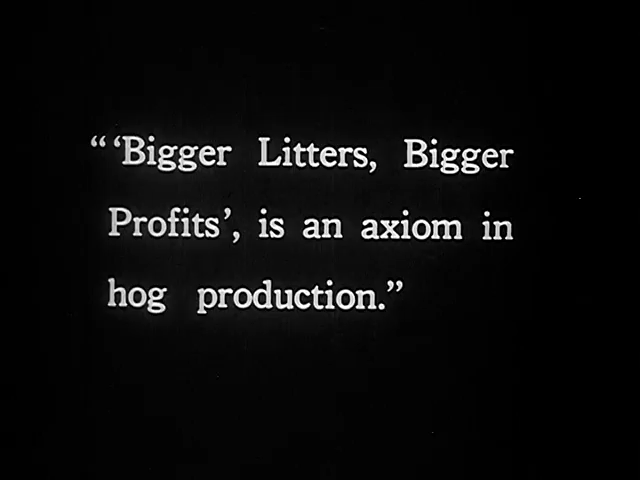 “ ‘Bigger Litters, Bigger
Profits’, is an axiom in
hog production.”